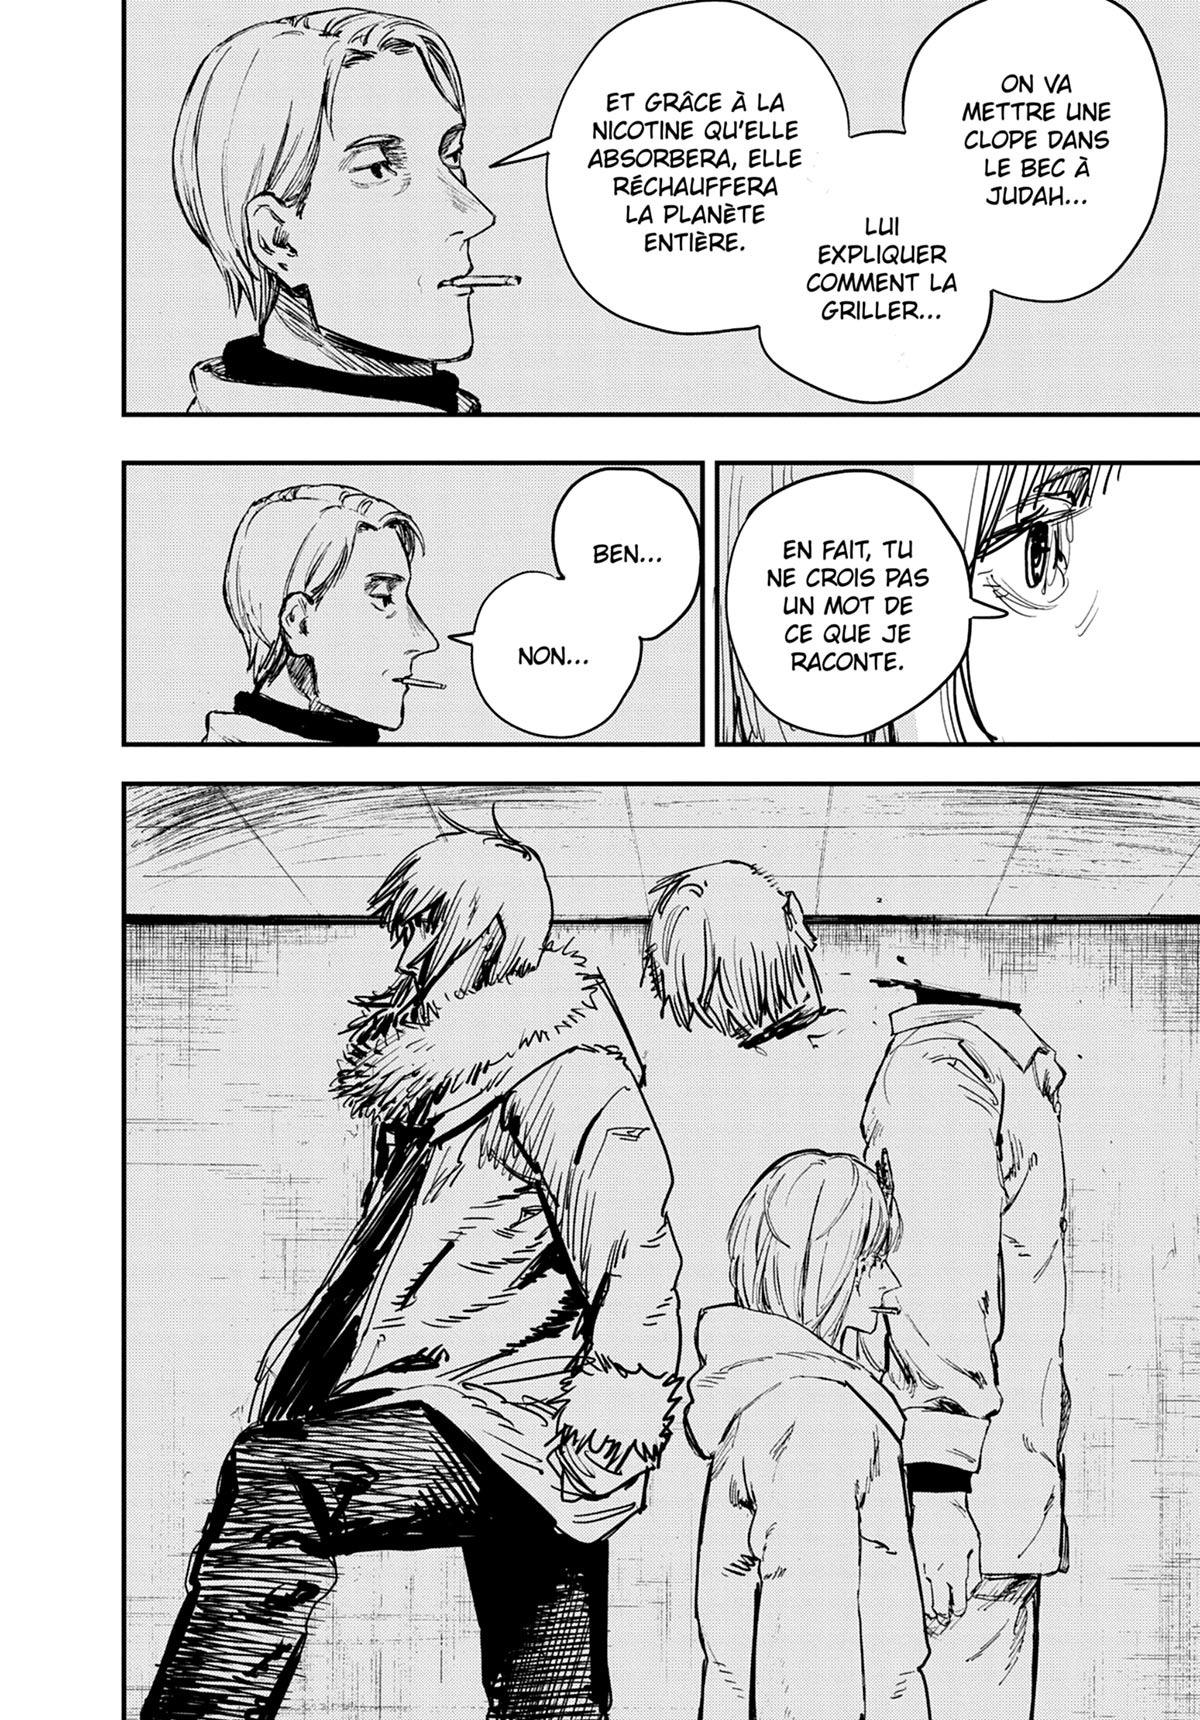 ON VA
METTRE UNE
CLOPE DANS
LE BEC À
JUDAH...
LUI
EXPLIQUER
COMMENT LA
GRILLER...
ET GRÂCE À LA
NICOTINE QU'ELLE
ABSORBERA, ELLE
RÉCHAUFFERA
LA PLANÈTE
ENTIÈRE.
EN FAIT, TU
NE CROIS PAS
UN MOT DE
CE QUE JE
RACONTE.
BEN...
NON...